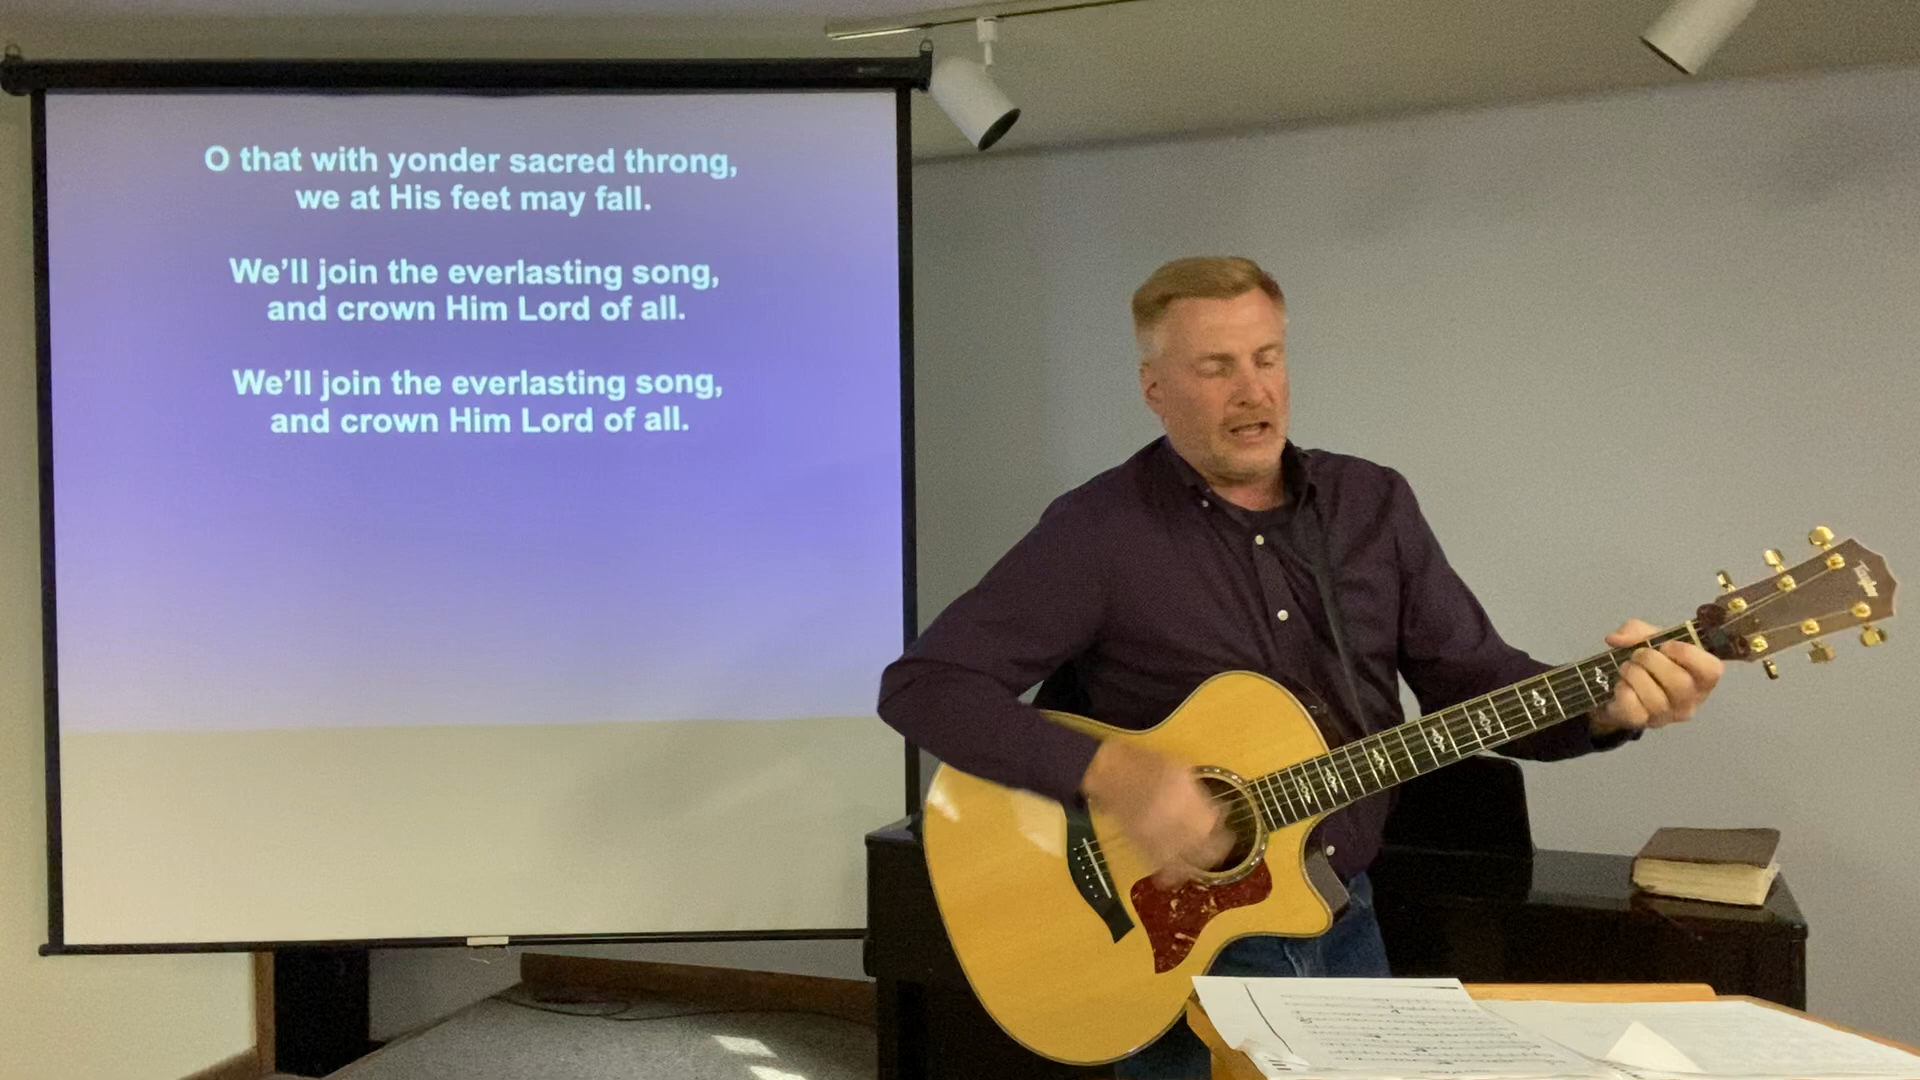 O that with yonder sacred throng,
we at His feet may fall.
We’ll join the everlasting song,
and crown Him Lord of all.
We’ll join the everlasting song,
and crown Him Lord of all.
Taylor